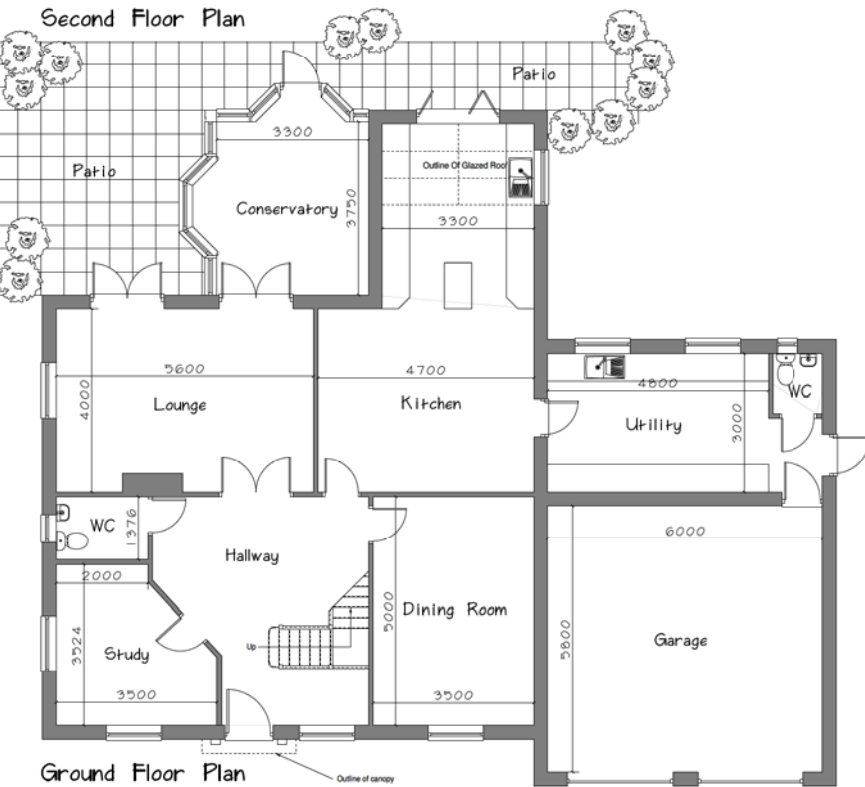 Second Floor Plan
Patio
3300
Outline Of Glazed Roof
Patio
Conservatory
3750
3300
5600
4700
4800
WC
4000
Lounge
Kitchen
Utility
3000
WC
1376
Hallway
6000
2000
5000
Dining Room
3524
Study
Up
5800
Garage
3500
3500
Ground Floor Plan
Outline of canopy